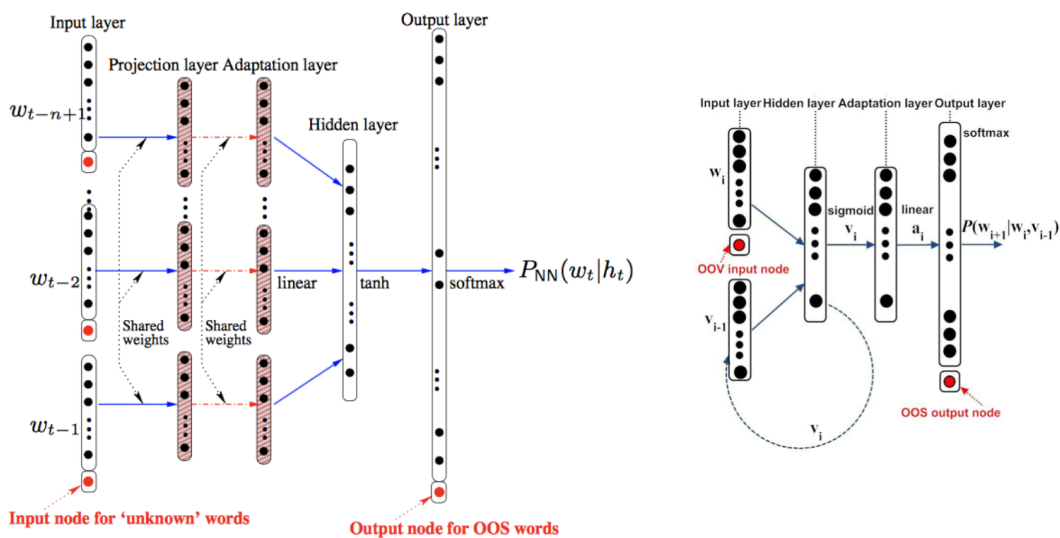 Input layer
Projection layer
Adaptation layer
Hidden layer
Output layer
w_{t-n+1}
w_{t-2}
w_{t-1}
Shared
weights
Shared
weights
linear
tanh
softmax
P_{NN}(w_t|h_t)
Input node for ‘unknown’ words
Output node for OOS words
Input layer
Hidden layer
Adaptation layer
Output layer
softmax
w_i
OOV input node
v_{i-1}
sigmoid
v_i
linear
a_i
P(w_{i+1}|w_i,v_{i-1})
OOS output node
v_i